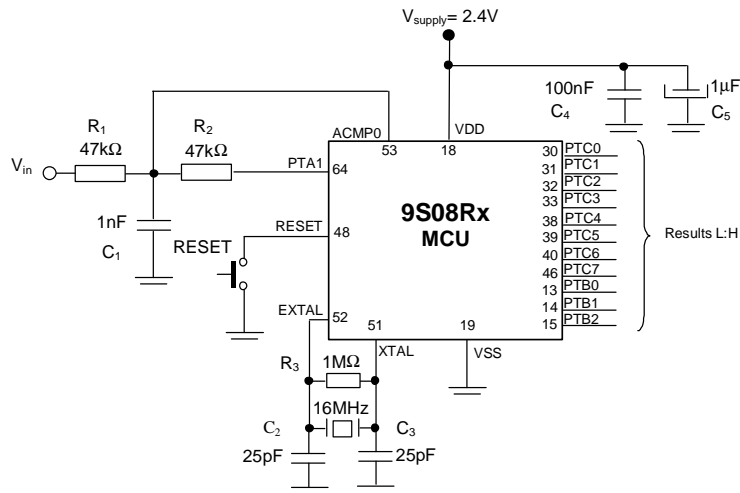 Vsupply= 2.4V
100nF
C4
1µF
C5
R1
47kΩ
R2
47kΩ
ACMP0
53
VDD
18
Vin
PTA1
64
1nF
C1
RESET
RESET
48
9S08Rx
MCU
30 PTC0
31 PTC1
32 PTC2
33 PTC3
38 PTC4
39 PTC5
40 PTC6
46 PTC7
13 PTB0
14 PTB1
15 PTB2
Results L:H
EXTAL
52
51
XTAL
19
VSS
R3
1MΩ
16MHz
C2
C3
25pF
25pF